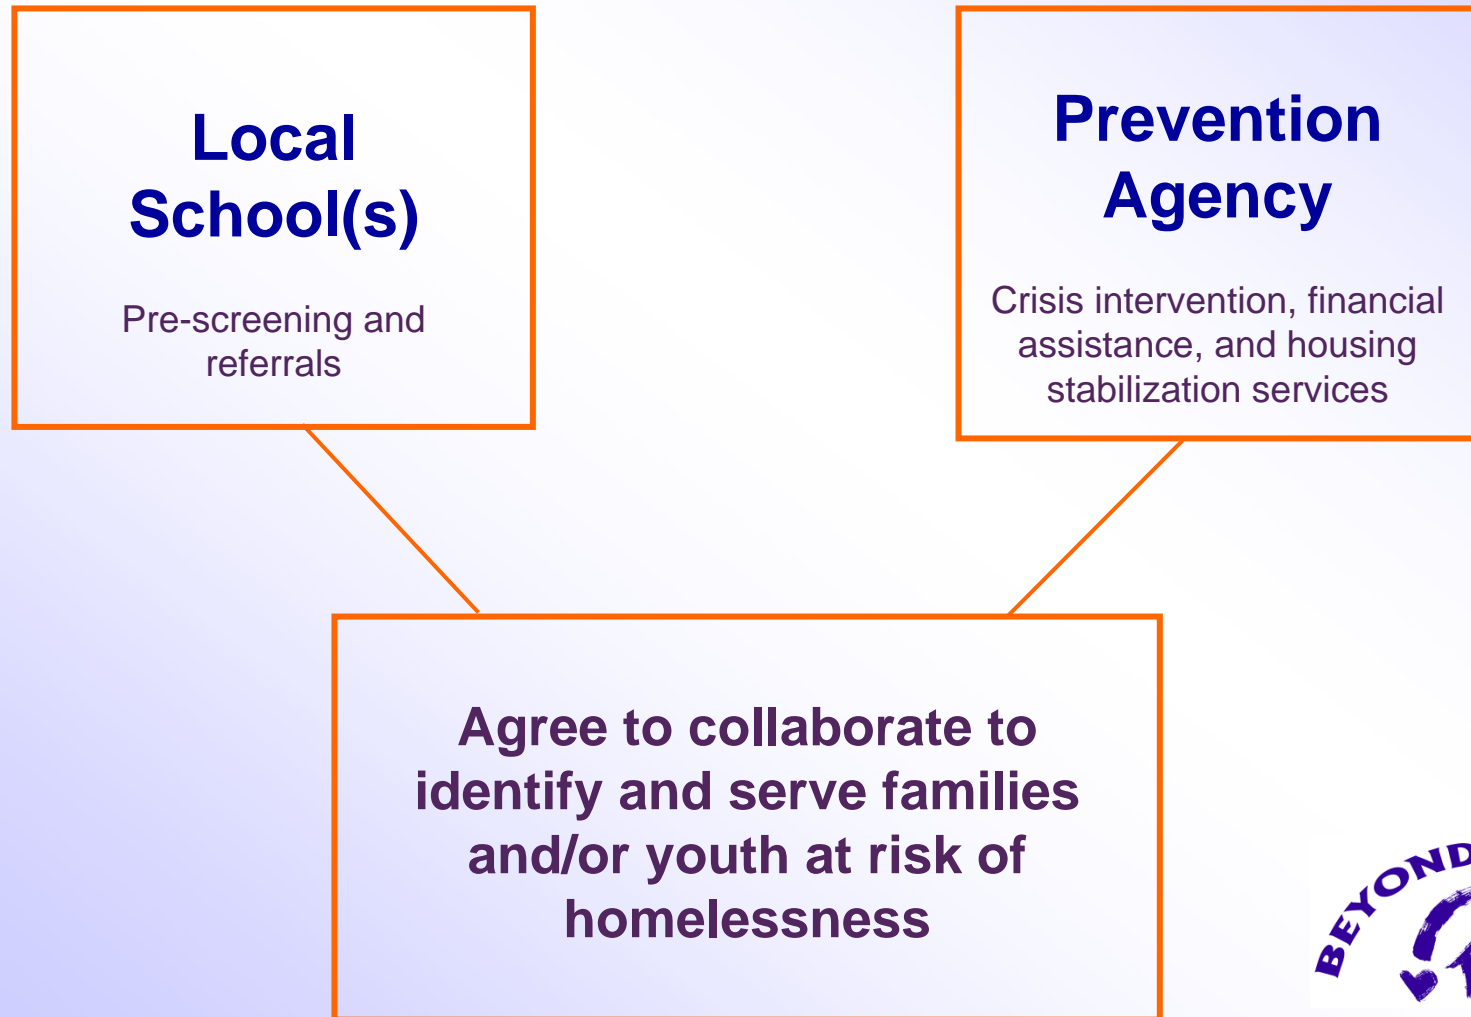 Local
School(s)
Pre-screening and
referrals
Prevention
Agency
Crisis intervention, financial
assistance, and housing
stabilization services
Agree to collaborate to
identify and serve families
and/or youth at risk of
homelessness
BEYOND